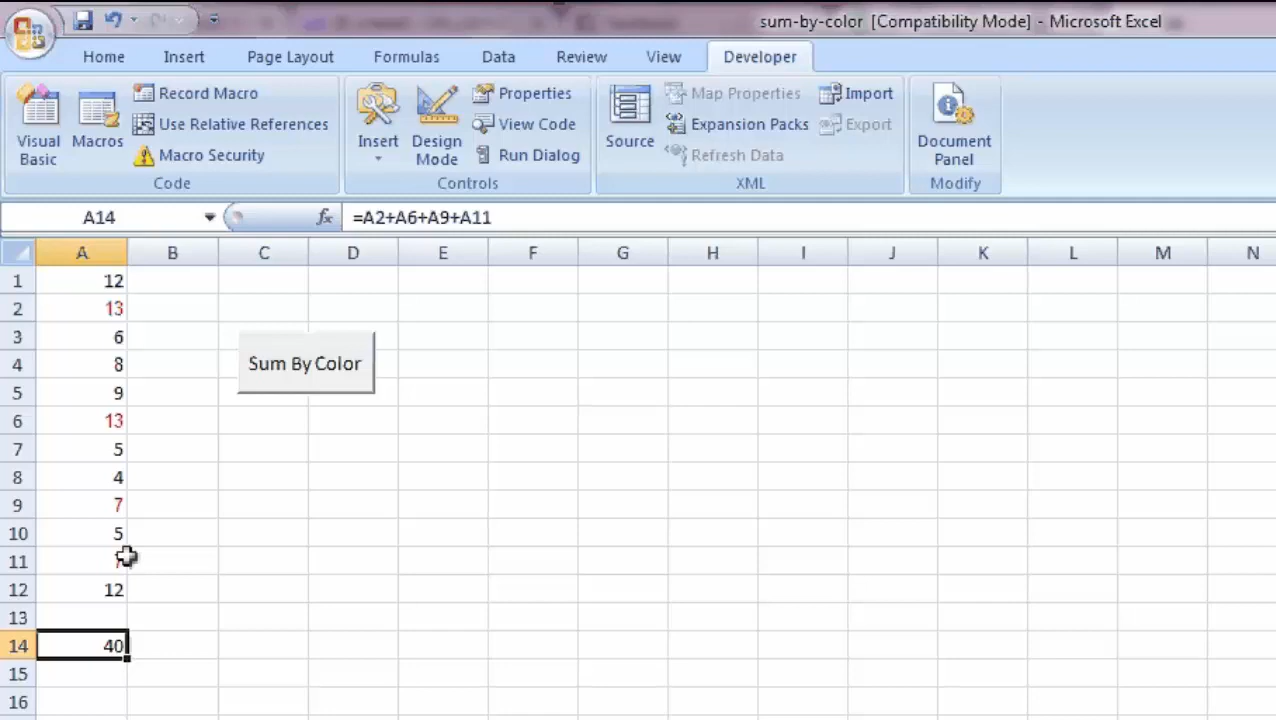 sum-by-color [Compatibility Mode] - Microsoft Excel
Home Insert Page Layout Formulas Data Review View Developer
Visual Basic
Macros
Record Macro
Use Relative References
Macro Security
Code
Insert
Design Mode
Properties
View Code
Run Dialog
Controls
Source
Map Properties
Expansion Packs
Refresh Data
Import
Export
XML
Document Panel
Modify
A14 fx =A2+A6+A9+A11
A B C D E F G H I J K L M N
1 12
2 13
3 6
Sum By Color
4 8
5 9
6 13
7 5
8 4
9 7
10 5
11
12 12
13
14 40
15
16